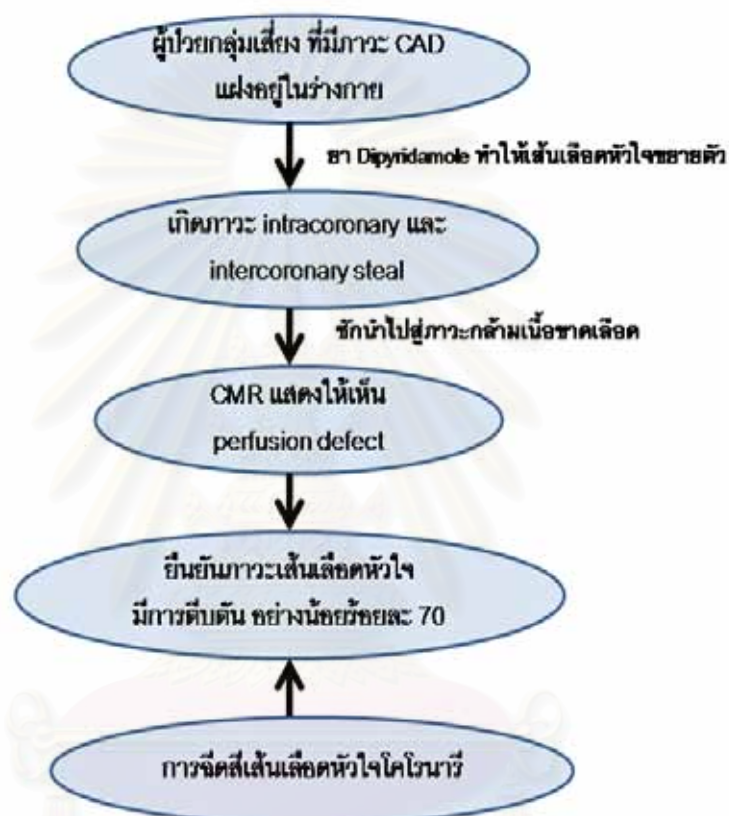 ผู้ป่วยกลุ่มเสี่ยง ที่มีภาวะ CAD
แฝงอยู่ในร่างกาย
ยา Dipyridamole ทำให้เส้นเลือดหัวใจขยายตัว
เกิดภาวะ intracoronary และ
intercoronary steal
ชักนำไปสู่ภาวะกล้ามเนื้อขาดเลือด
CMR แสดงให้เห็น
perfusion defect
ยืนยันภาวะเส้นเลือดหัวใจ
มีการตีบตัน อย่างน้อยร้อยละ 70
การฉีดสีเส้นเลือดหัวใจโคโรนารี